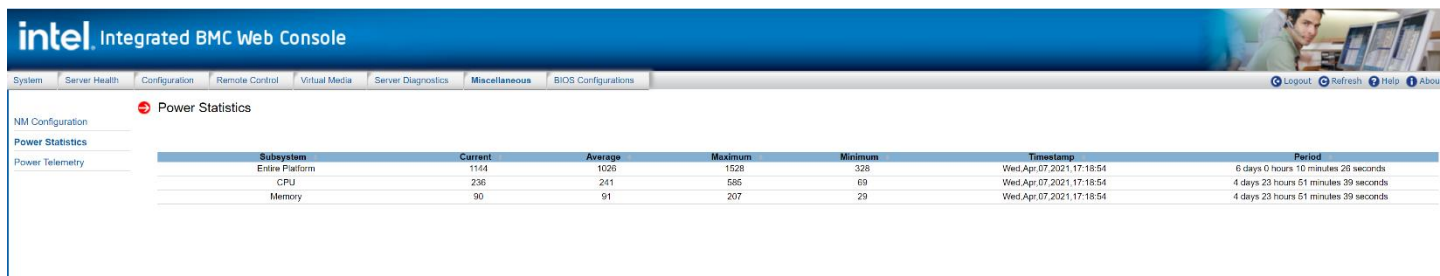 intel. Integrated BMC Web Console
System Server Health Configuration Remote Control Virtual Media Server Diagnostics Miscellaneous BIOS Configurations Logout Refresh Help Abou
Power Statistics
NM Configuration
Power Statistics
Power Telemetry
Subsystem Current Average Maximum Minimum Timestamp Period
Entire Platform 1144 1026 1528 328 Wed,Apr,07,2021,17:18:54 6 days 0 hours 10 minutes 26 seconds
CPU 236 241 585 69 Wed,Apr,07,2021,17:18:54 4 days 23 hours 51 minutes 39 seconds
Memory 90 91 207 29 Wed,Apr,07,2021,17:18:54 4 days 23 hours 51 minutes 39 seconds